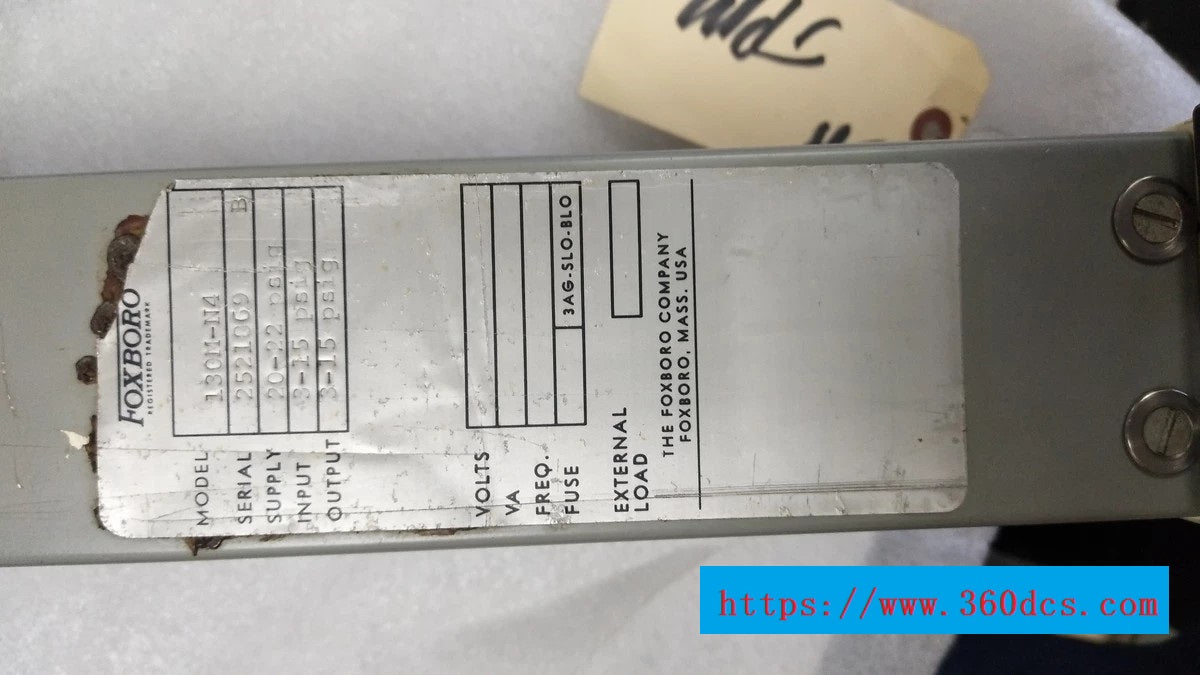 FOXBORO
REGISTERED TRADEMARK
MODEL 130M-N4
SERIAL 2521069 B
SUPPLY 20-22 psig
INPUT 3-15 psig
OUTPUT 3-15 psig
VOLTS
VA
FREQ.
FUSE 3AG-SLO-BLO
EXTERNAL
LOAD
THE FOXBORO COMPANY
FOXBORO, MASS. USA
https://www.360dcs.com